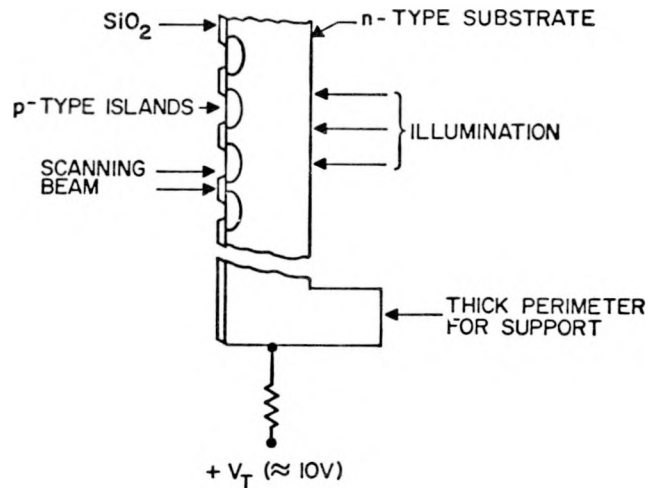 SiO2
n-TYPE SUBSTRATE
p-TYPE ISLANDS
ILLUMINATION
SCANNING
BEAM
THICK PERIMETER
FOR SUPPORT
+ VT (≈ 10V)